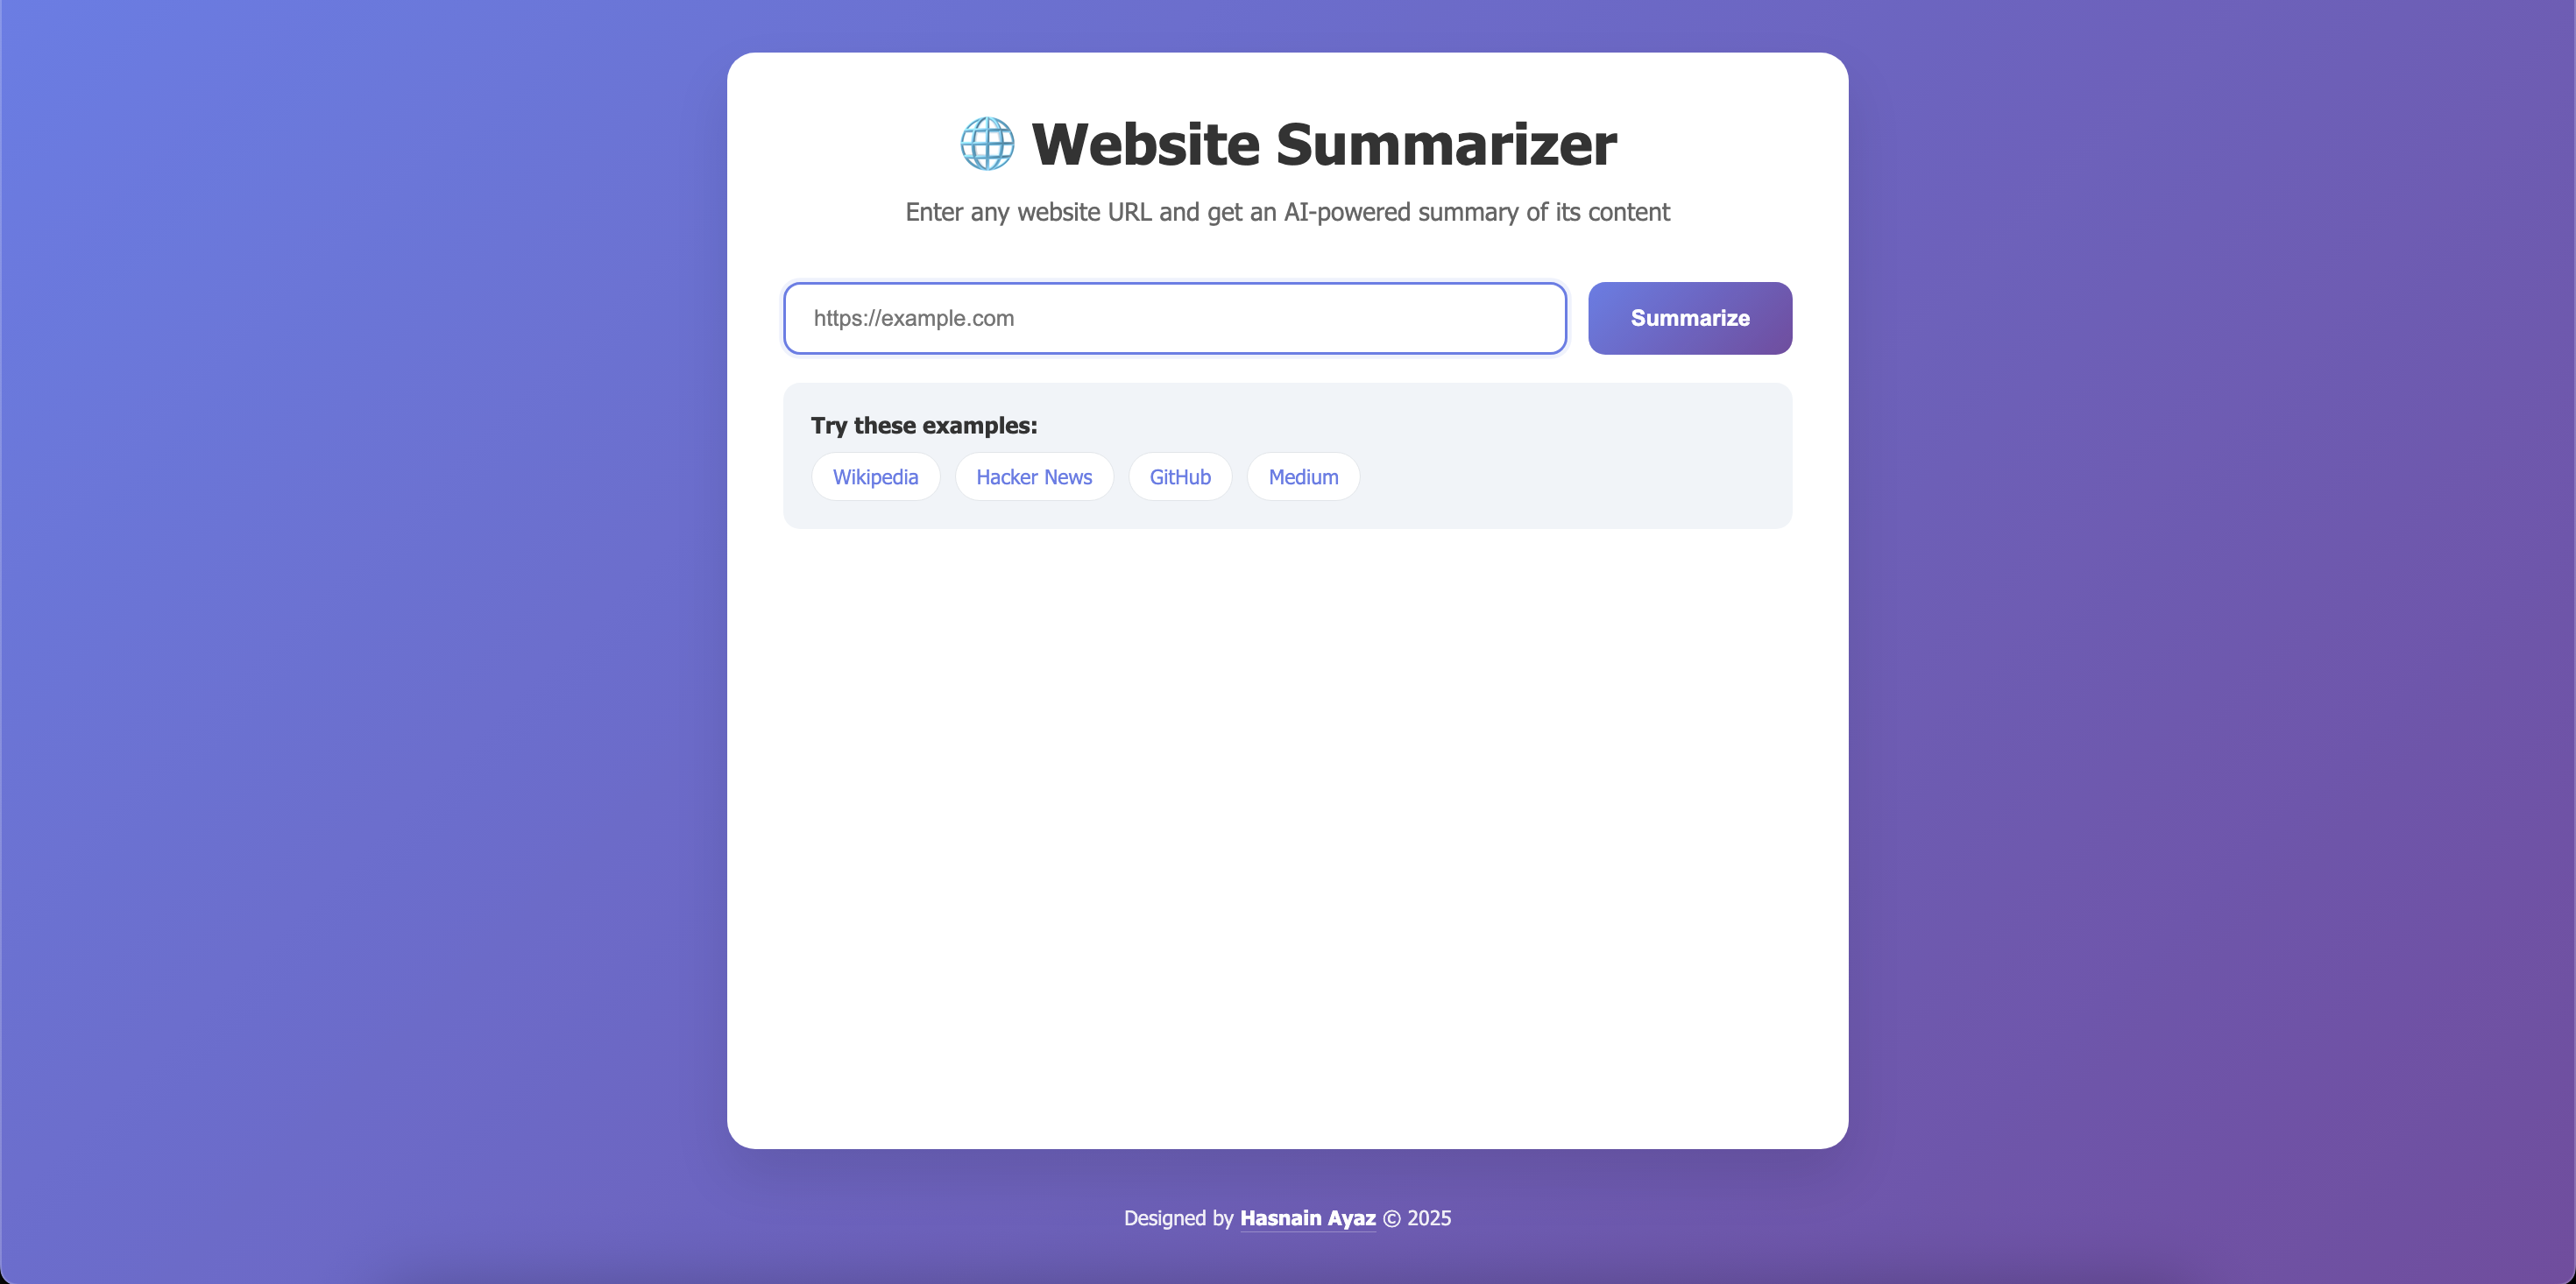 Website Summarizer
Enter any website URL and get an AI-powered summary of its content
https://example.com
Summarize
Try these examples:
Wikipedia
Hacker News
GitHub
Medium
Designed by Hasnain Ayaz © 2025